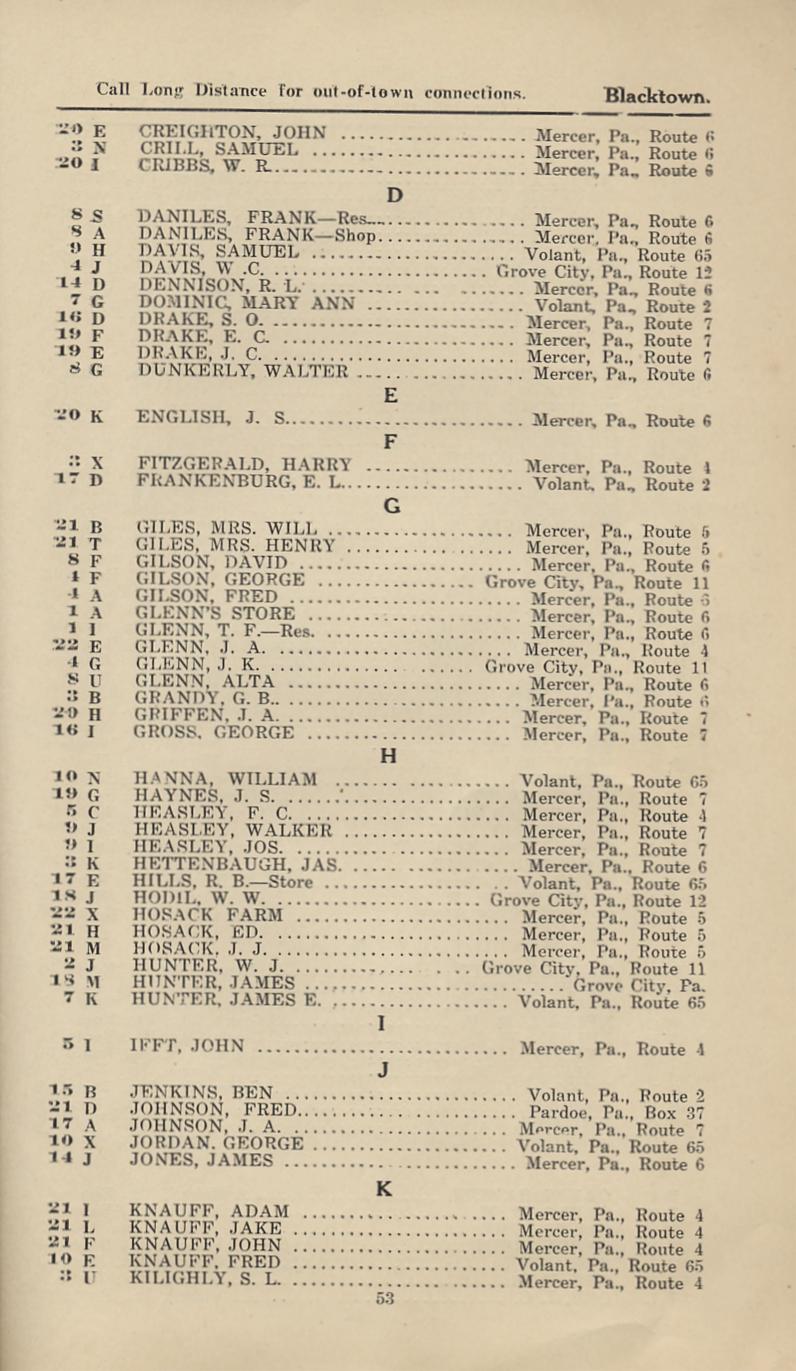 Call Long Distance for out-of-town connections. Blacktown.
20 E CREIGHTON, JOHN Mercer, Pa., Route 6
3 N CRILL, SAMUEL Mercer, Pa., Route 6
20 I CRIBBS, W. R. Mercer, Pa., Route 6
D
8 S DANILES, FRANK—Res. Mercer, Pa., Route 6
8 A DANILES, FRANK—Shop Mercer, Pa., Route 6
9 H DAVIS, SAMUEL Volant, Pa., Route 65
4 J DAVIS, W .C. Grove City, Pa., Route 12
14 D DENNISON, R. L. Mercer, Pa., Route 6
7 G DOMINIC, MARY ANN Volant, Pa., Route 2
16 D DRAKE, S. O. Mercer, Pa., Route 7
19 F DRAKE, E. C. Mercer, Pa., Route 7
19 E DRAKE, J. C. Mercer, Pa., Route 7
8 G DUNKERLY, WALTER Mercer, Pa., Route 6
E
20 K ENGLISH, J. S. Mercer, Pa., Route 6
F
3 X FITZGERALD, HARRY Mercer, Pa., Route 4
17 D FRANKENBURG, E. L. Volant, Pa., Route 2
G
21 B GILES, MRS. WILL Mercer, Pa., Route 5
21 T GILES, MRS. HENRY Mercer, Pa., Route 5
8 F GILSON, DAVID Mercer, Pa., Route 6
4 F GILSON, GEORGE Grove City, Pa., Route 11
4 A GILSON, FRED Mercer, Pa., Route
1 A GLENN'S STORE Mercer, Pa., Route 6
1 I GLENN, T. F.—Res. Mercer, Pa., Route 6
22 E GLENN, J. A. Mercer, Pa., Route 4
4 G GLENN, J. K. Grove City, Pa., Route 11
8 U GLENN, ALTA Mercer, Pa., Route 6
3 B GRANDY, G. B. Mercer, Pa., Route 6
20 H GRIFFEN, J. A. Mercer, Pa., Route 7
16 I GROSS, GEORGE Mercer, Pa., Route 7
H
10 N HANNA, WILLIAM Volant, Pa., Route 65
19 G HAYNES, J. S. Mercer, Pa., Route 7
5 C HEASLEY, F. C. Mercer, Pa., Route 4
9 J HEASLEY, WALKER Mercer, Pa., Route 7
9 I HEASLEY, JOS. Mercer, Pa., Route 7
3 K HETTENBAUGH, JAS. Mercer, Pa., Route 6
17 E HILLS, R. B.—Store Volant, Pa., Route 65
18 J HODIL, W. W. Grove City, Pa., Route 12
22 X HOSACK FARM Mercer, Pa., Route 5
21 H HOSACK, ED. Mercer, Pa., Route 5
21 M HOSACK, J. J. Mercer, Pa., Route 5
2 J HUNTER, W. J. Grove City, Pa., Route 11
18 M HUNTER, JAMES Grove City, Pa.
7 K HUNTER, JAMES E. Volant, Pa., Route 65
I
5 I IFFT, JOHN Mercer, Pa., Route 4
J
15 B JENKINS, BEN Volant, Pa., Route 2
21 D JOHNSON, FRED Pardoe, Pa., Box 37
17 A JOHNSON, J. A. Mercer, Pa., Route 7
10 X JORDAN, GEORGE Volant, Pa., Route 65
14 J JONES, JAMES Mercer, Pa., Route 6
K
21 I KNAUFF, ADAM Mercer, Pa., Route 4
21 L KNAUFF, JAKE Mercer, Pa., Route 4
21 F KNAUFF, JOHN Mercer, Pa., Route 4
10 E KNAUFF, FRED Volant, Pa., Route 65
3 U KILIGHLY, S. L. Mercer, Pa., Route 4
53